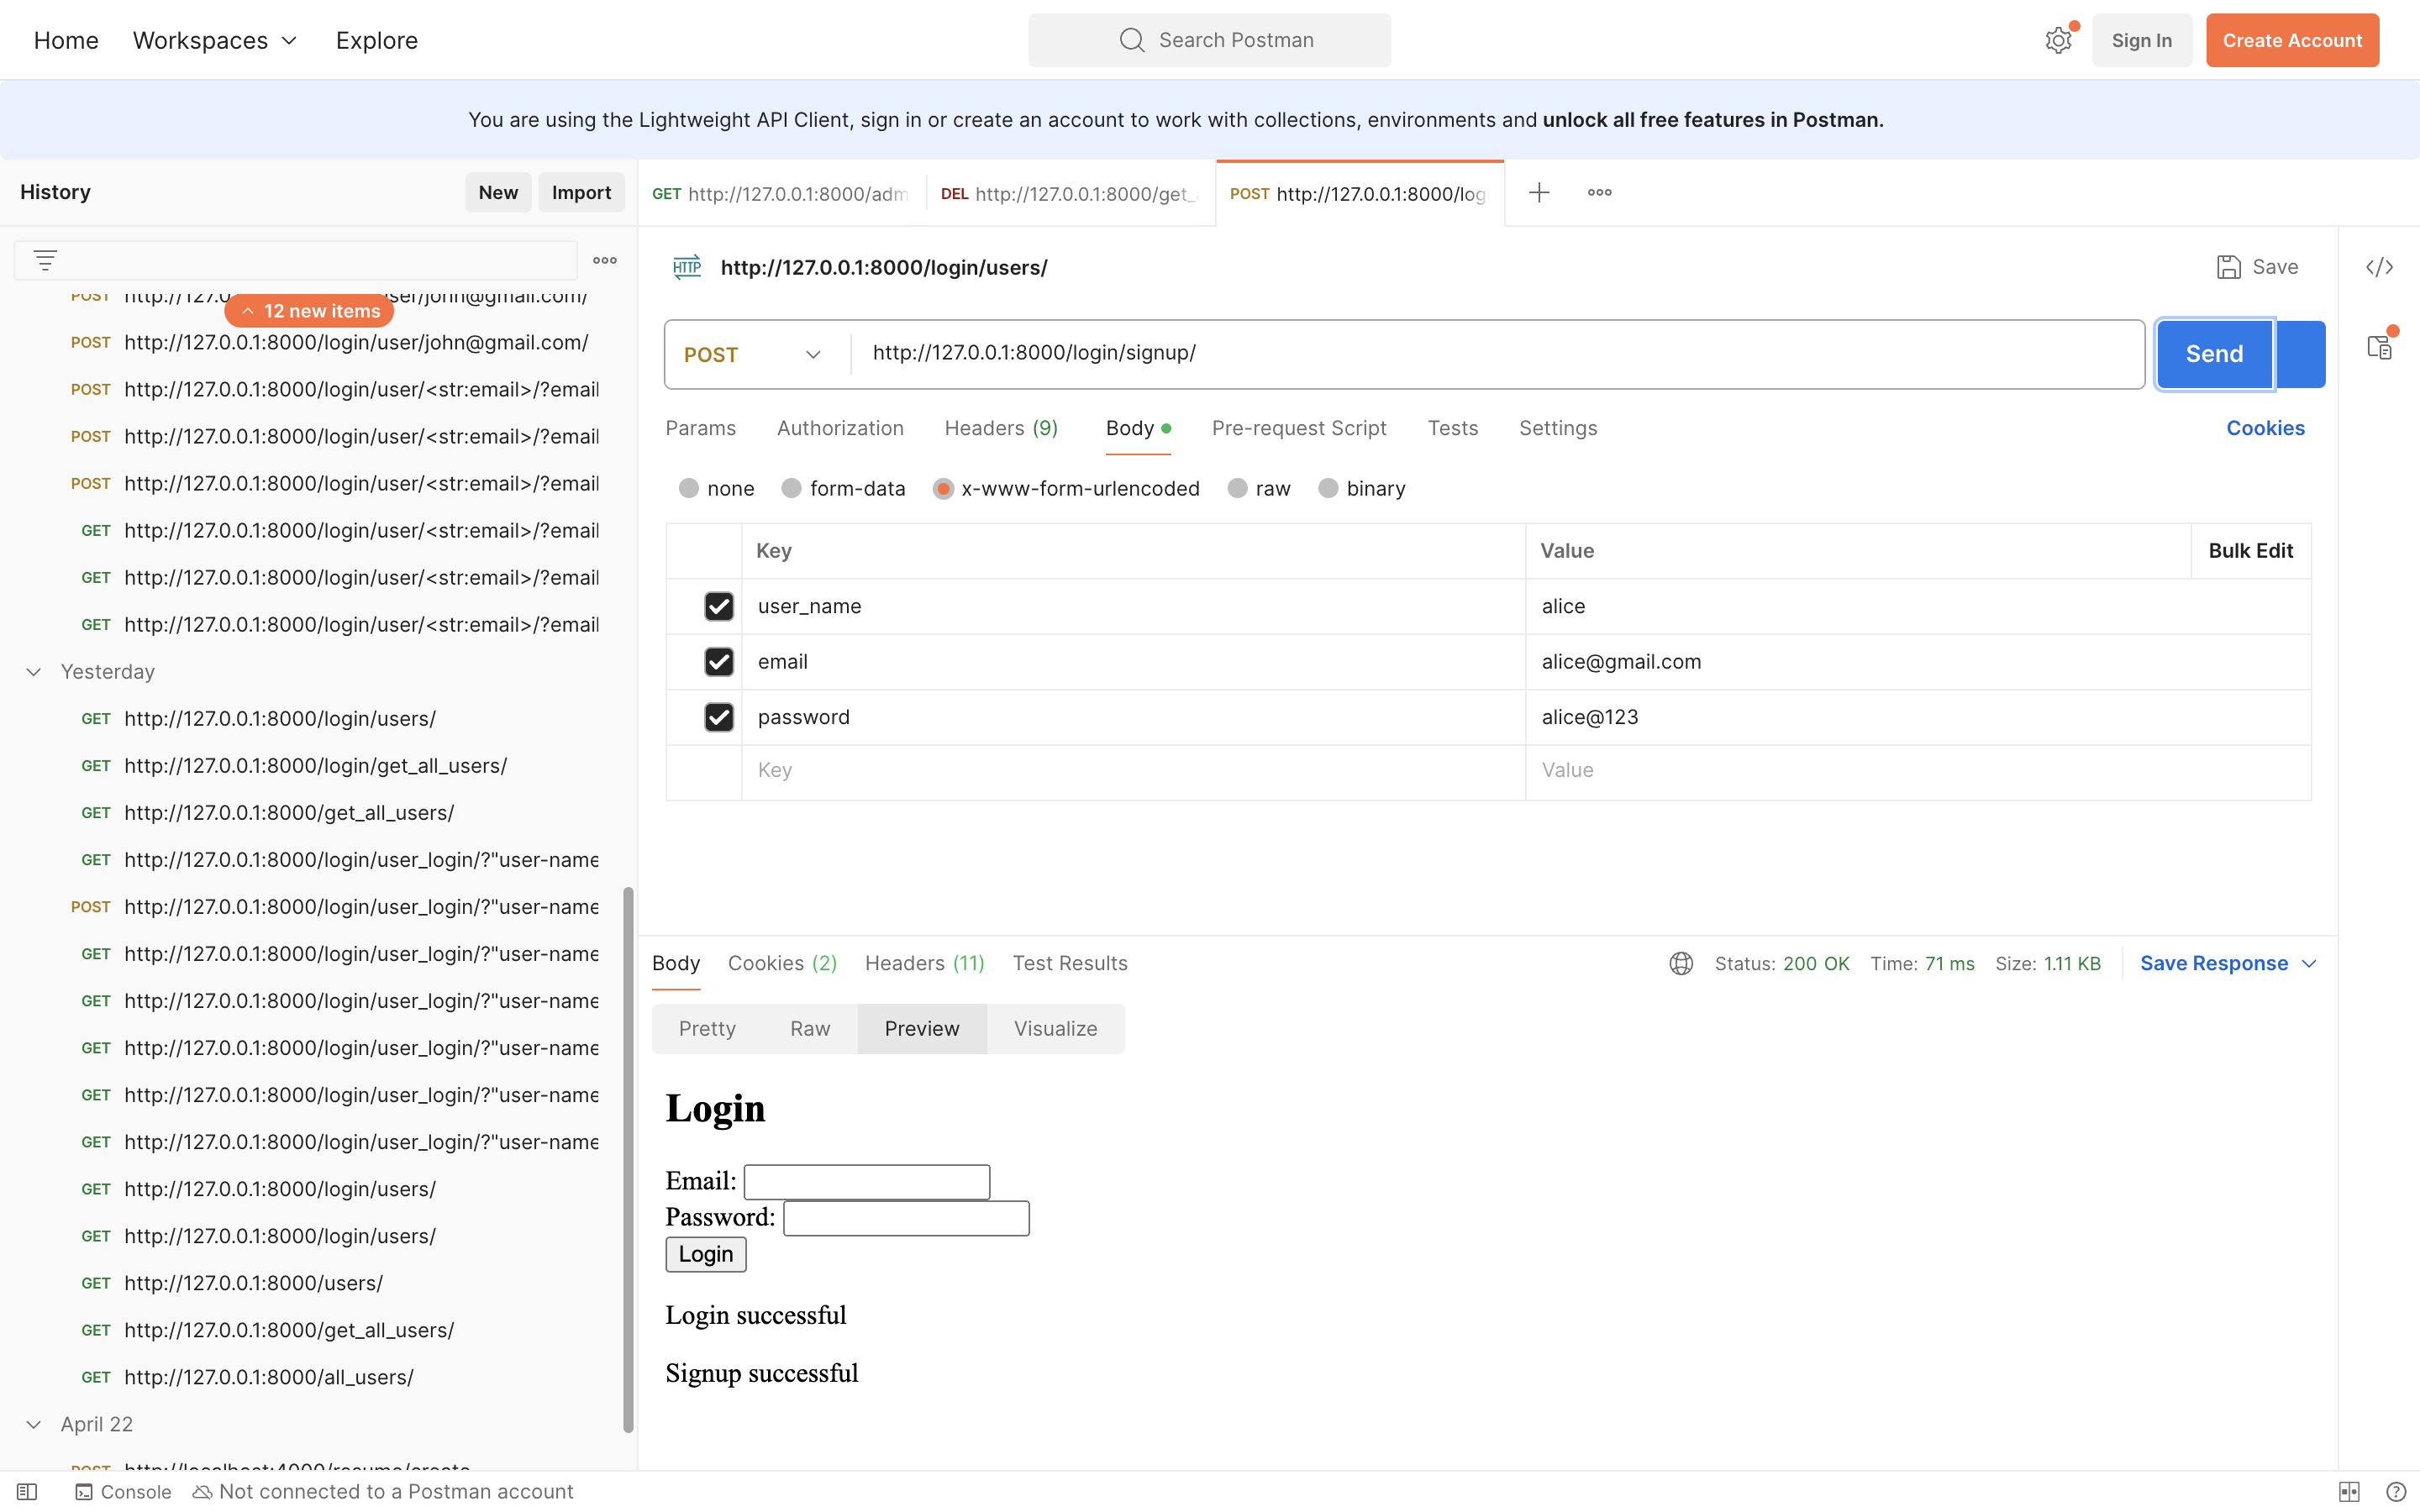 Home
Workspaces
Explore
Search Postman
Sign In
Create Account
You are using the Lightweight API Client, sign in or create an account to work with collections, environments and unlock all free features in Postman.
History
New
Import
GET http://127.0.0.1:8000/adm
DEL http://127.0.0.1:8000/get_
POST http://127.0.0.1:8000/log
12 new items
POST http://127.0.0.1:8000/login/user/john@gmail.com/
POST http://127.0.0.1:8000/login/user/<str:email>/?email
POST http://127.0.0.1:8000/login/user/<str:email>/?email
POST http://127.0.0.1:8000/login/user/<str:email>/?email
GET http://127.0.0.1:8000/login/user/<str:email>/?email
GET http://127.0.0.1:8000/login/user/<str:email>/?email
GET http://127.0.0.1:8000/login/user/<str:email>/?email
Yesterday
GET http://127.0.0.1:8000/login/users/
GET http://127.0.0.1:8000/login/get_all_users/
GET http://127.0.0.1:8000/get_all_users/
GET http://127.0.0.1:8000/login/user_login/?"user-name
POST http://127.0.0.1:8000/login/user_login/?"user-name
GET http://127.0.0.1:8000/login/user_login/?"user-name
GET http://127.0.0.1:8000/login/user_login/?"user-name
GET http://127.0.0.1:8000/login/user_login/?"user-name
GET http://127.0.0.1:8000/login/user_login/?"user-name
GET http://127.0.0.1:8000/login/user_login/?"user-name
GET http://127.0.0.1:8000/login/users/
GET http://127.0.0.1:8000/login/users/
GET http://127.0.0.1:8000/users/
GET http://127.0.0.1:8000/get_all_users/
GET http://127.0.0.1:8000/all_users/
April 22
POST http://localhost:4000/resume/create
HTTP http://127.0.0.1:8000/login/users/
Save
POST http://127.0.0.1:8000/login/signup/
Send
Params Authorization Headers (9) Body Pre-request Script Tests Settings Cookies
none form-data x-www-form-urlencoded raw binary
Key Value Bulk Edit
user_name alice
email alice@gmail.com
password alice@123
Key Value
Body Cookies (2) Headers (11) Test Results Status: 200 OK Time: 71 ms Size: 1.11 KB Save Response
Pretty Raw Preview Visualize
Login
Email:
Password:
Login
Login successful
Signup successful
Console
Not connected to a Postman account